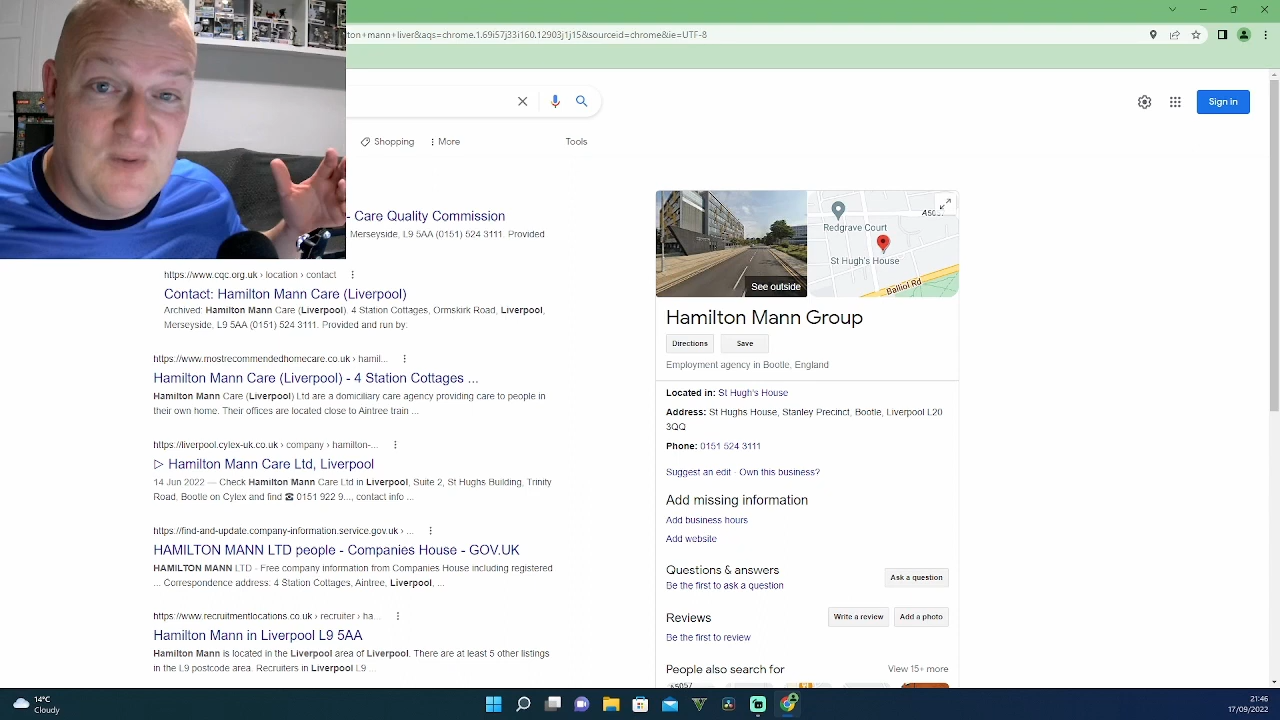 ton+mann+liver&aqs=chrome.1.69i57j33i160.12903j1j15&sourceid=chrome&ie=UTF-8
Sign in
Shopping
More
Tools
- Care Quality Commission
Merseyside, L9 5AA (0151) 524 3111. Provided
https://www.cqc.org.uk › location › contact
Contact: Hamilton Mann Care (Liverpool)
Archived: Hamilton Mann Care (Liverpool). 4 Station Cottages, Ormskirk Road, Liverpool,
Merseyside, L9 5AA (0151) 524 3111. Provided and run by:
https://www.mostrecommendedhomecare.co.uk › hamil...
Hamilton Mann Care (Liverpool) - 4 Station Cottages ...
Hamilton Mann Care (Liverpool) Ltd are a domiciliary care agency providing care to people in
their own home. Their offices are located close to Aintree train ...
https://liverpool.cylex-uk.co.uk › company › hamilton-...
▷ Hamilton Mann Care Ltd, Liverpool
14 Jun 2022 — Check Hamilton Mann Care Ltd in Liverpool, Suite 2, St Hughs Building, Trinity
Road, Bootle on Cylex and find ☎ 0151 922 9..., contact info ...
https://find-and-update.company-information.service.gov.uk › ...
HAMILTON MANN LTD people - Companies House - GOV.UK
HAMILTON MANN LTD - Free company information from Companies House including registered
... Correspondence address: 4 Station Cottages, Aintree, Liverpool, ...
https://www.recruitmentlocations.co.uk › recruiter › ha...
Hamilton Mann in Liverpool L9 5AA
Hamilton Mann is located in the Liverpool area of Liverpool. There are at least 5 other listings
in the L9 postcode area. Recruiters in Liverpool L9 ...
See outside
Redgrave Court
St Hugh's House
Balliol Rd
Hamilton Mann Group
Directions
Save
Employment agency in Bootle, England
Located in: St Hugh's House
Address: St Hughs House, Stanley Precinct, Bootle, Liverpool L20
3QQ
Phone: 0151 524 3111
Suggest an edit · Own this business?
Add missing information
Add business hours
Add website
Questions & answers
Be the first to ask a question
Ask a question
Reviews
Be the first to review
Write a review
Add a photo
People also search for
View 15+ more
A5057
14°C
Cloudy
21:46
17/09/2022